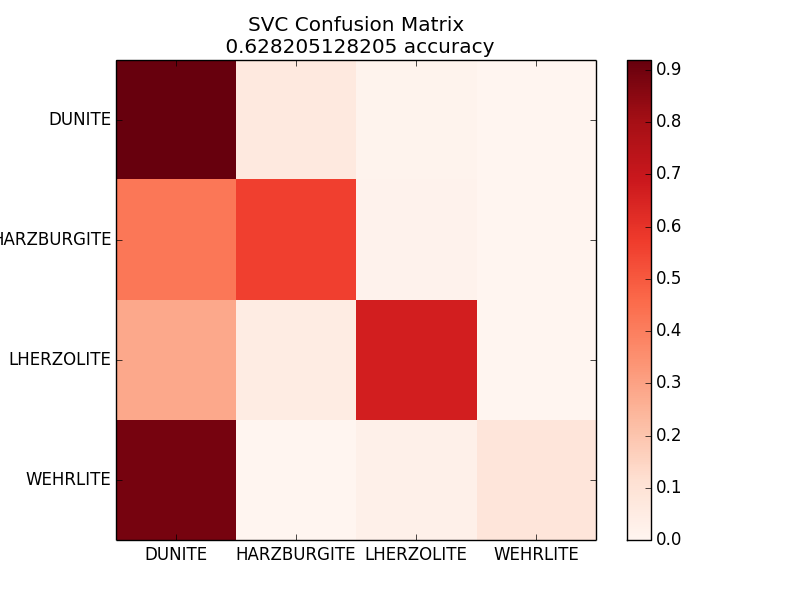 SVC Confusion Matrix
0.628205128205 accuracy
DUNITE
HARZBURGITE
LHERZOLITE
WEHRLITE
DUNITE HARZBURGITE LHERZOLITE WEHRLITE
0.9
0.8
0.7
0.6
0.5
0.4
0.3
0.2
0.1
0.0